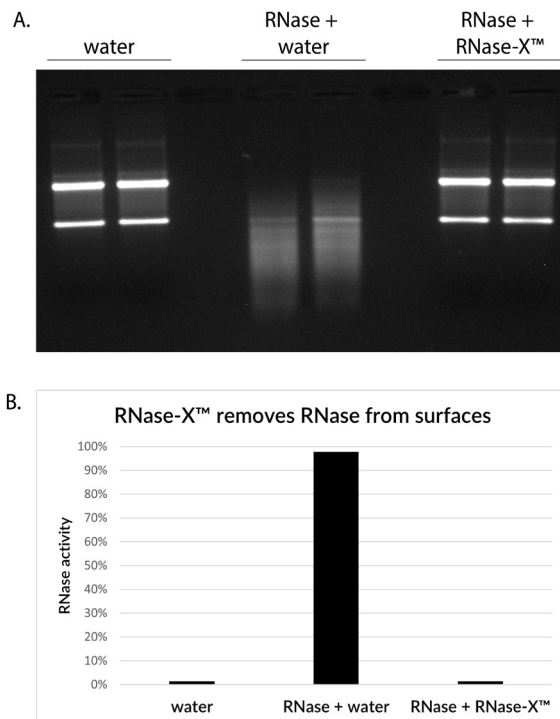 A.
water
RNase +
water
RNase +
RNase-X™
B.
RNase-X™ removes RNase from surfaces
100%
90%
80%
70%
60%
50%
40%
30%
20%
10%
0%
RNase activity
water
RNase + water
RNase + RNase-X™